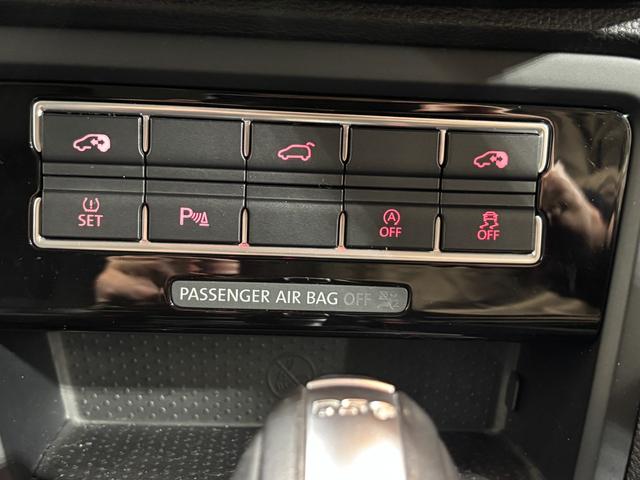 SET
P
A
OFF
OFF
PASSENGER AIR BAG OFF